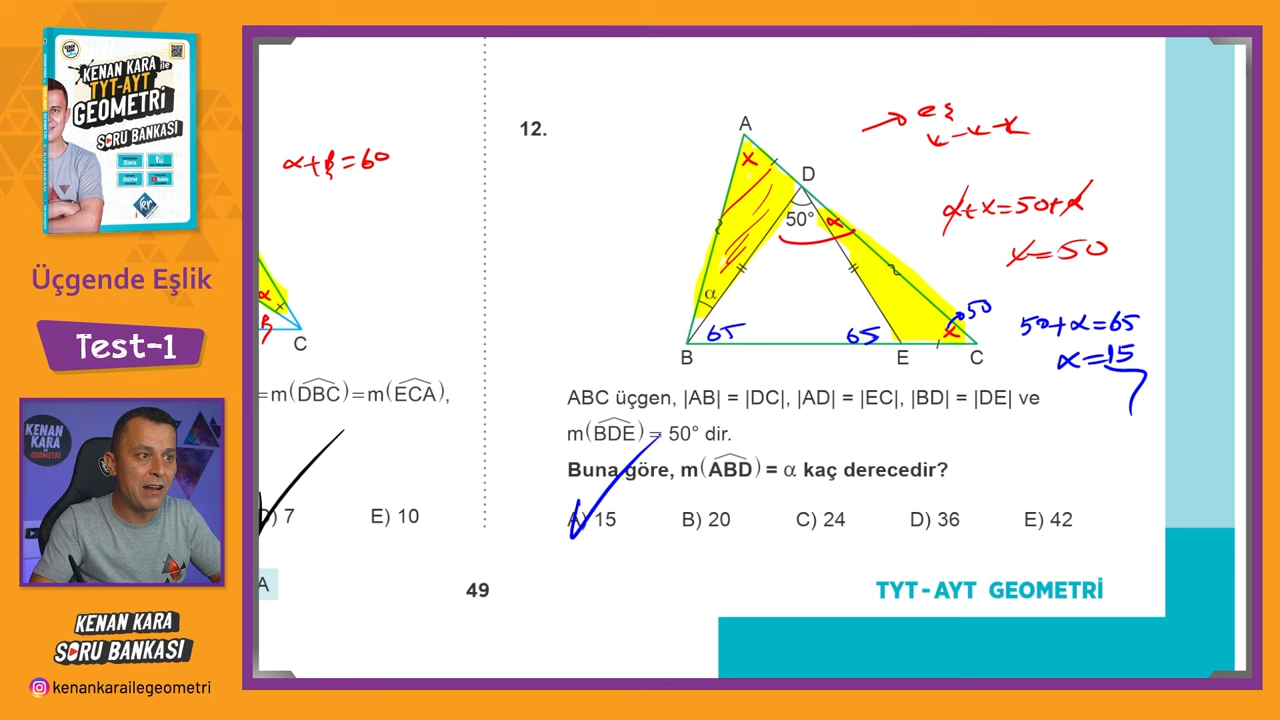 KENAN KARA ile
TYT-AYT
GEOMETRİ
SORU BANKASI
Üçgende Eşlik
Test-1
KENAN KARA
SORU BANKASI
kenankarailegeometri
α+β=60
α
β
C
=m(DBC)=m(ECA),
D) 7 E) 10
A
49
12.
A
x
D
50°
α
α
B
65
65
E
x
50
C
eş
k-k-k
α+x=50+α
x=50
50+α=65
α=15
ABC üçgen, |AB| = |DC|, |AD| = |EC|, |BD| = |DE| ve
m(BDE) = 50° dir.
Buna göre, m(ABD) = α kaç derecedir?
A) 15 B) 20 C) 24 D) 36 E) 42
TYT - AYT GEOMETRİ